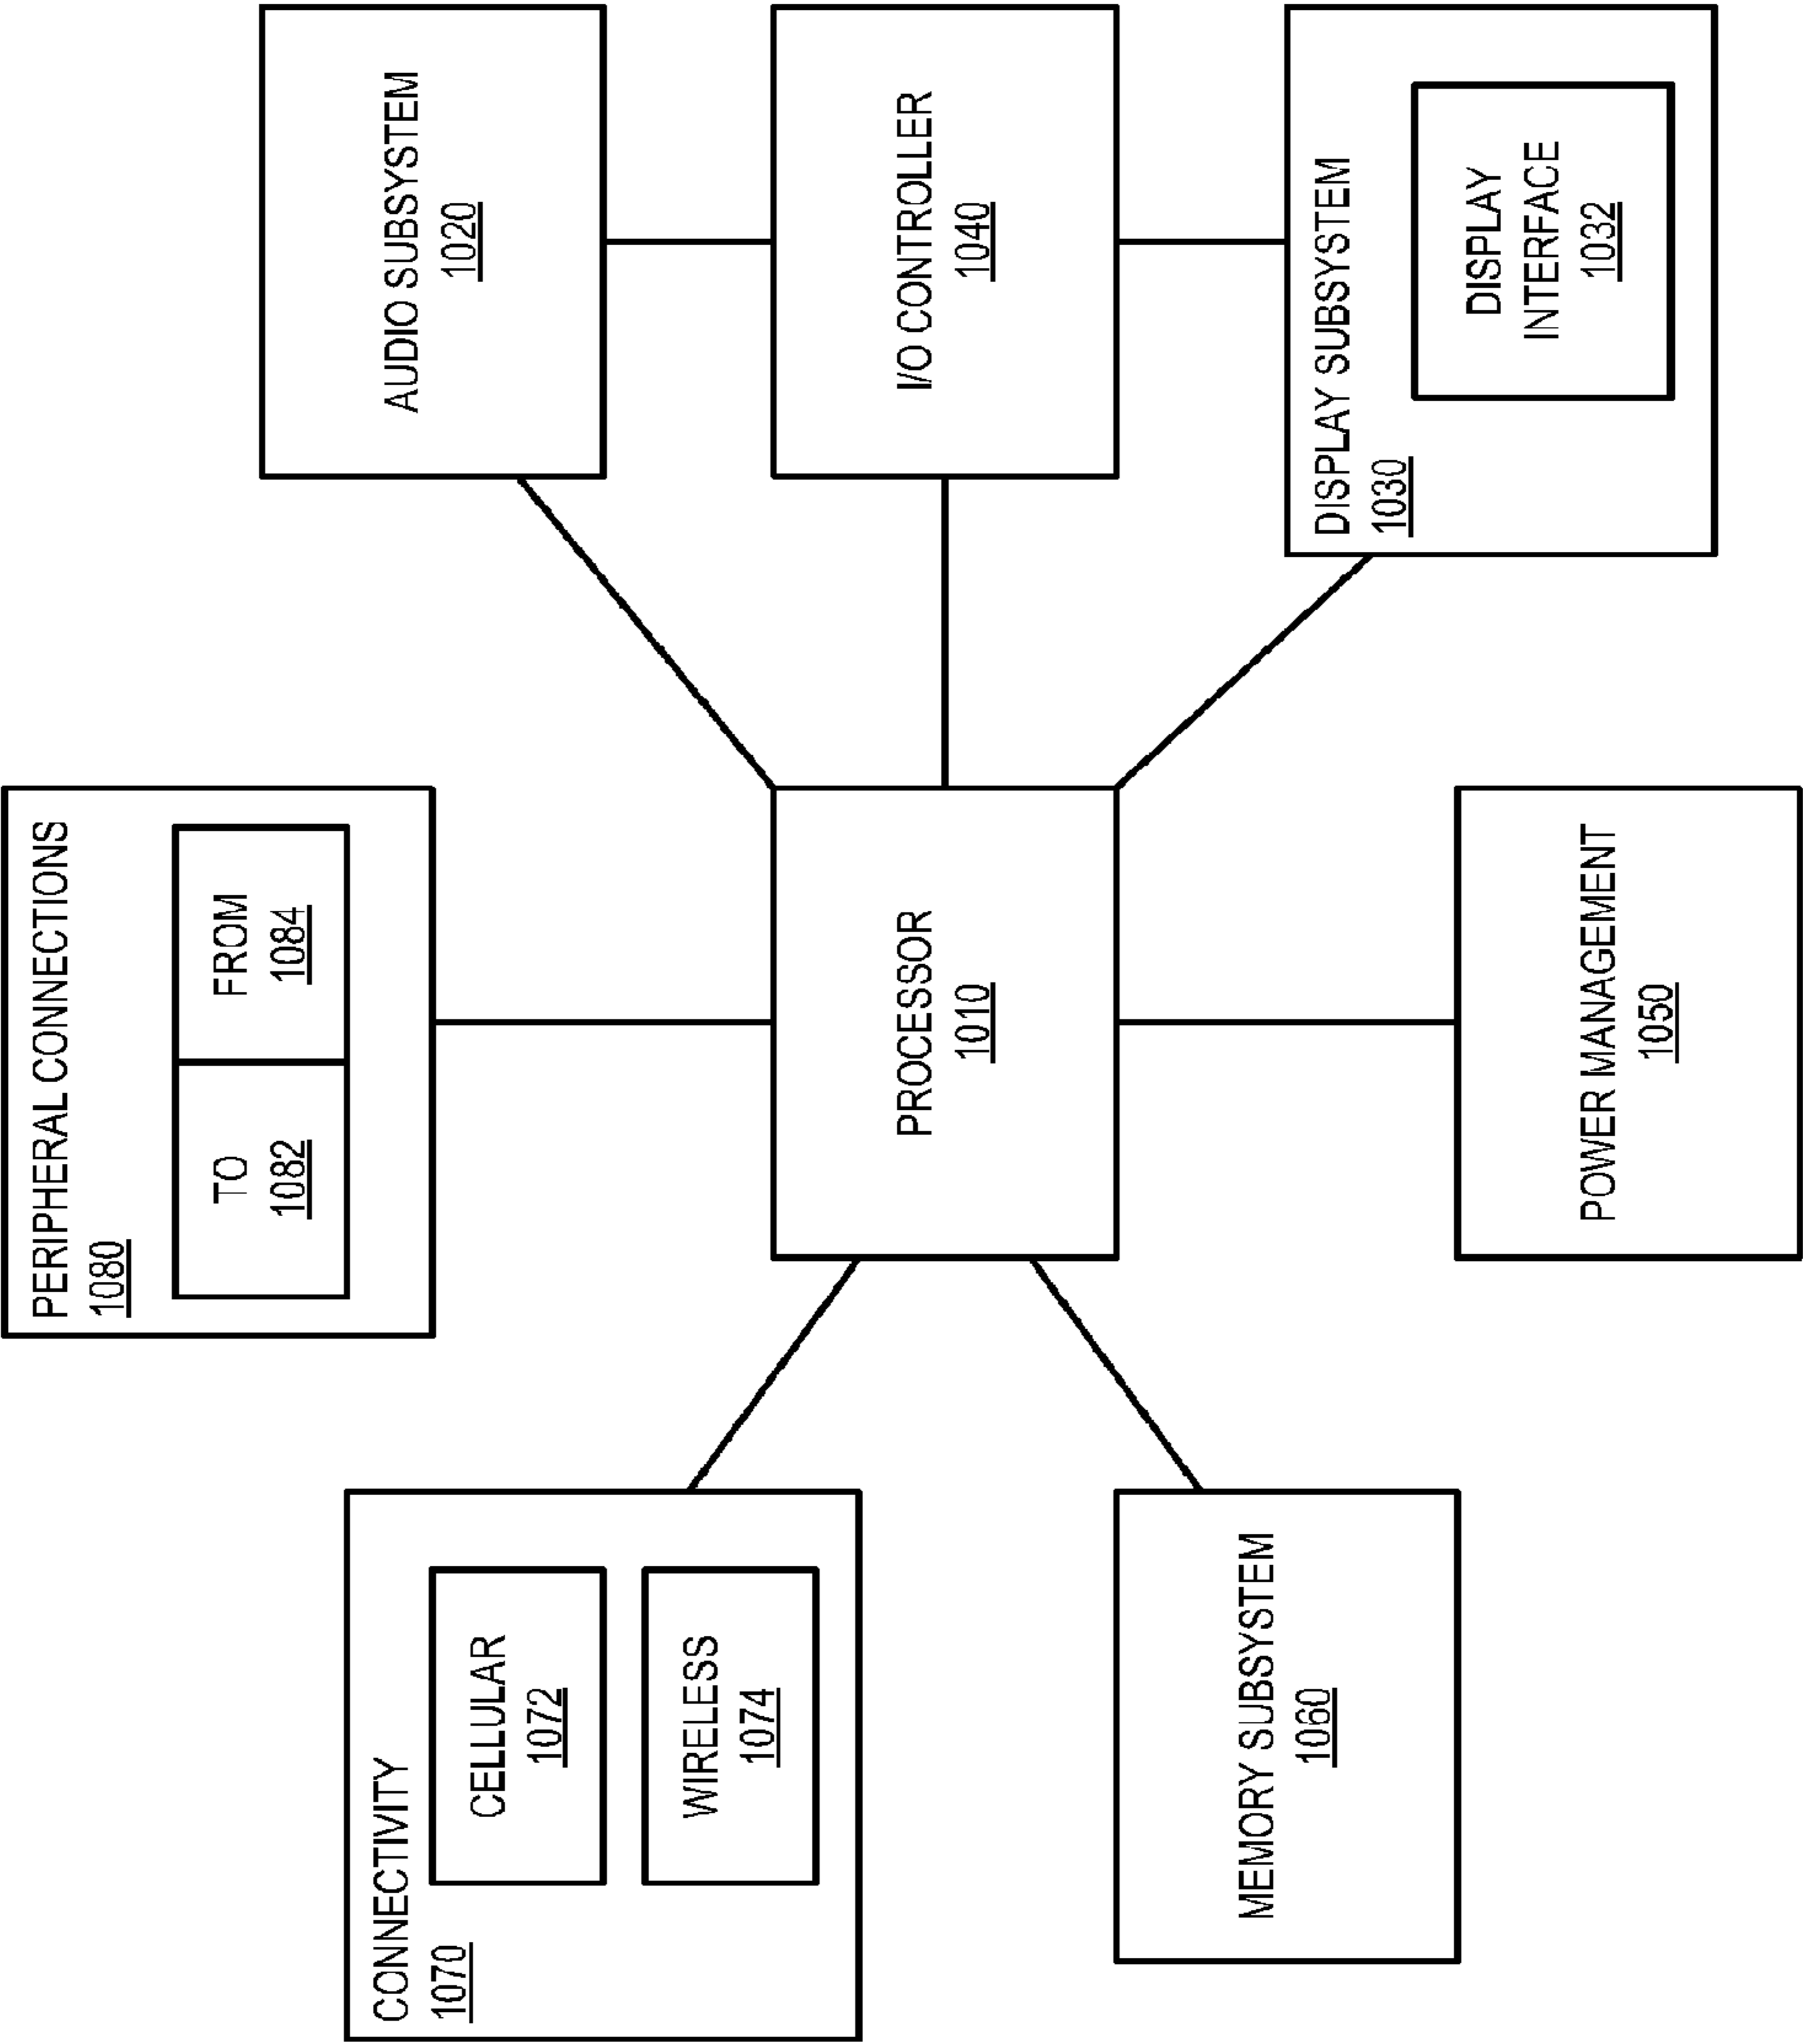 PERIPHERAL CONNECTIONS
1080
TO
1082
FROM
1084
AUDIO SUBSYSTEM
1020
CONNECTIVITY
1070
CELLULAR
1072
WIRELESS
1074
PROCESSOR
1010
I/O CONTROLLER
1040
MEMORY SUBSYSTEM
1060
POWER MANAGEMENT
1050
DISPLAY SUBSYSTEM
1030
DISPLAY
INTERFACE
1032